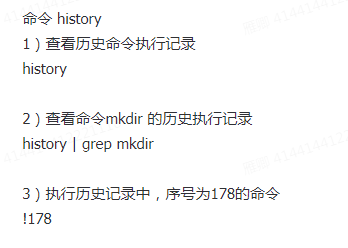 命令 history
1）查看历史命令执行记录
history
2）查看命令mkdir 的历史执行记录
history | grep mkdir
3）执行历史记录中，序号为178的命令
!178